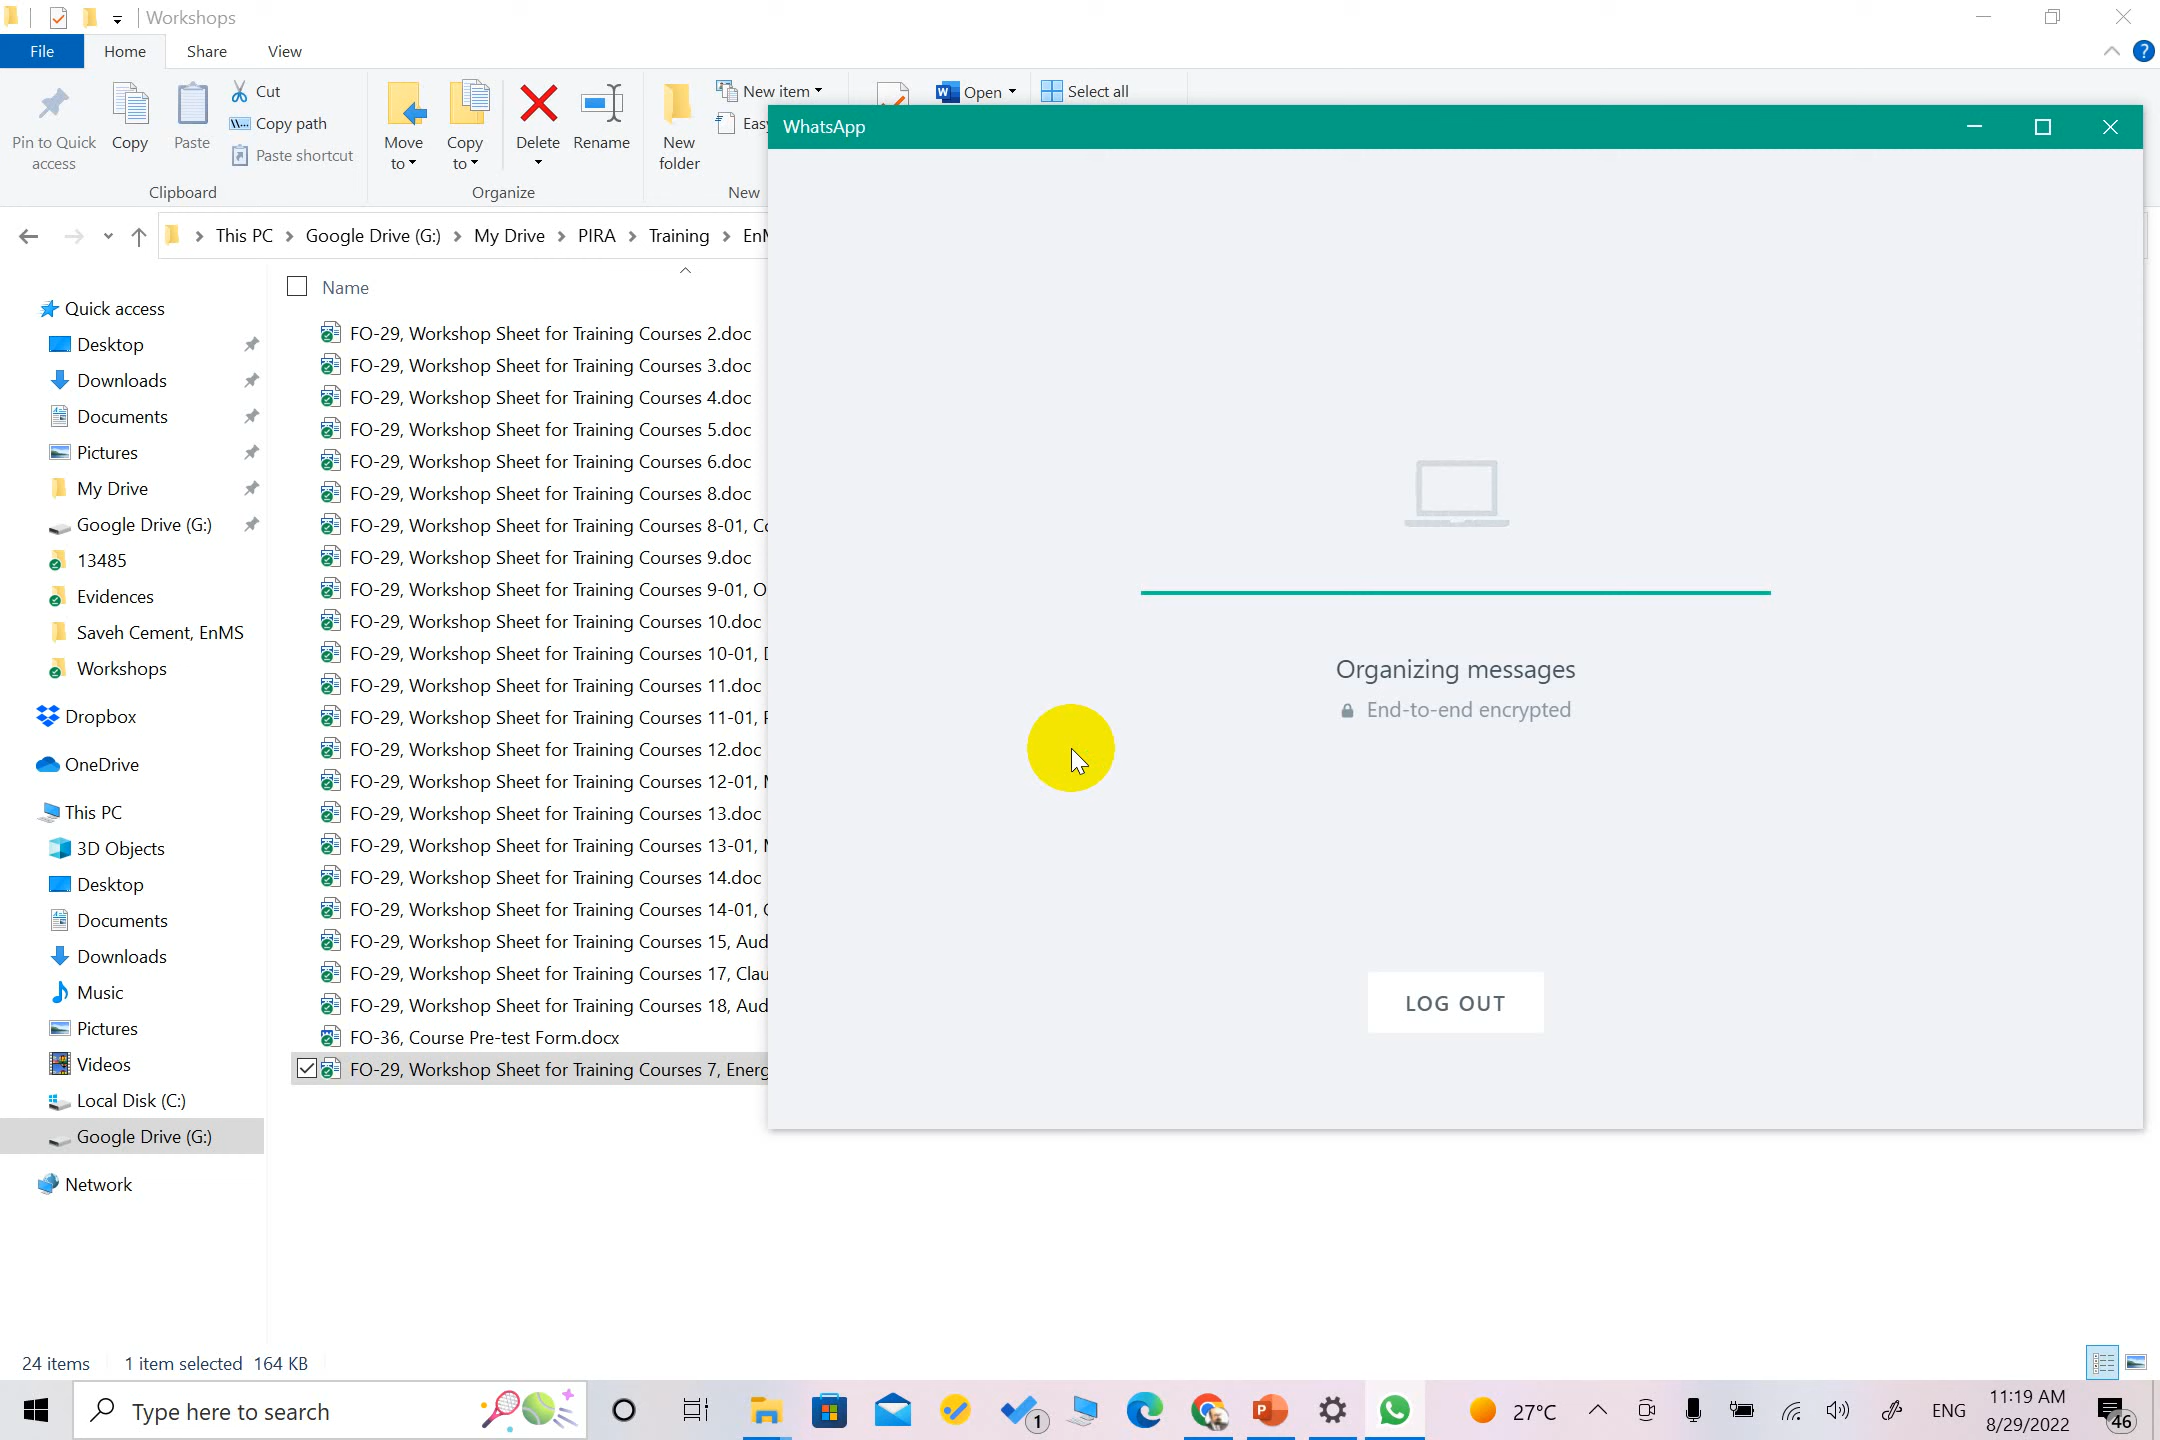 Workshops
File Home Share View
Pin to Quick access
Copy
Paste
Cut
Copy path
Paste shortcut
Clipboard
Move to
Copy to
Delete
Rename
Organize
New folder
New item
Easy
New
Open
Select all
WhatsApp
This PC > Google Drive (G:) > My Drive > PIRA > Training >
Name
Quick access
Desktop
Downloads
Documents
Pictures
My Drive
Google Drive (G:)
13485
Evidences
Saveh Cement, EnMS
Workshops
Dropbox
OneDrive
This PC
3D Objects
Desktop
Documents
Downloads
Music
Pictures
Videos
Local Disk (C:)
Google Drive (G:)
Network
FO-29, Workshop Sheet for Training Courses 2.doc
FO-29, Workshop Sheet for Training Courses 3.doc
FO-29, Workshop Sheet for Training Courses 4.doc
FO-29, Workshop Sheet for Training Courses 5.doc
FO-29, Workshop Sheet for Training Courses 6.doc
FO-29, Workshop Sheet for Training Courses 8.doc
FO-29, Workshop Sheet for Training Courses 8-01,
FO-29, Workshop Sheet for Training Courses 9.doc
FO-29, Workshop Sheet for Training Courses 9-01,
FO-29, Workshop Sheet for Training Courses 10.doc
FO-29, Workshop Sheet for Training Courses 10-01,
FO-29, Workshop Sheet for Training Courses 11.doc
FO-29, Workshop Sheet for Training Courses 11-01,
FO-29, Workshop Sheet for Training Courses 12.doc
FO-29, Workshop Sheet for Training Courses 12-01,
FO-29, Workshop Sheet for Training Courses 13.doc
FO-29, Workshop Sheet for Training Courses 13-01,
FO-29, Workshop Sheet for Training Courses 14.doc
FO-29, Workshop Sheet for Training Courses 14-01,
FO-29, Workshop Sheet for Training Courses 15, Aud
FO-29, Workshop Sheet for Training Courses 17, Clau
FO-29, Workshop Sheet for Training Courses 18, Aud
FO-36, Course Pre-test Form.docx
FO-29, Workshop Sheet for Training Courses 7, Energ
Organizing messages
End-to-end encrypted
LOG OUT
24 items 1 item selected 164 KB
Type here to search
1
27°C
ENG
11:19 AM
8/29/2022
46